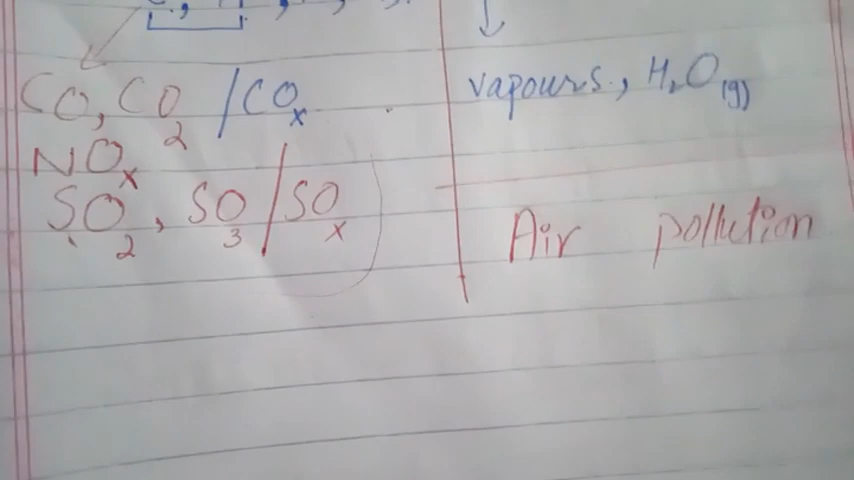 CO, CO₂ / COₓ
NOₓ
SO₂, SO₃ / SOₓ
vapours, H₂O(g)
Air pollution